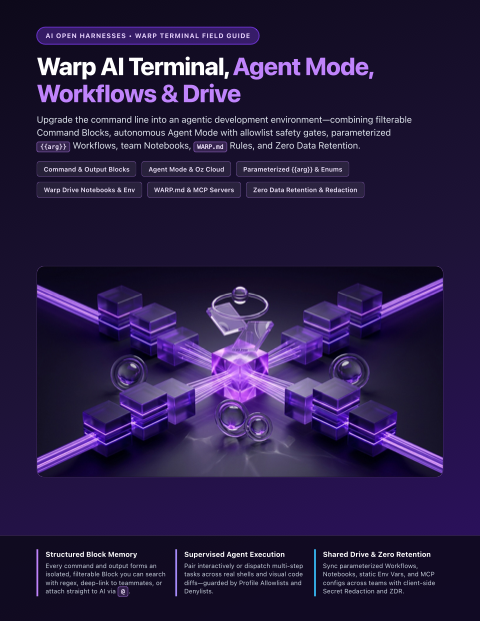 AI OPEN HARNESSES • WARP TERMINAL FIELD GUIDE
Warp AI Terminal, Agent Mode,
Workflows & Drive
Upgrade the command line into an agentic development environment—combining filterable
Command Blocks, autonomous Agent Mode with allowlist safety gates, parameterized
{{arg}} Workflows, team Notebooks, WARP.md Rules, and Zero Data Retention.
Command & Output Blocks
Agent Mode & Oz Cloud
Parameterized {{arg}} & Enums
Warp Drive Notebooks & Env
WARP.md & MCP Servers
Zero Data Retention & Redaction
Structured Block Memory
Every command and output forms an
isolated, filterable Block you can search
with regex, deep-link to teammates, or
attach straight to AI via @.
Supervised Agent Execution
Pair interactively or dispatch multi-step
tasks across real shells and visual code
diffs—guarded by Profile Allowlists and
Denylists.
Shared Drive & Zero Retention
Sync parameterized Workflows,
Notebooks, static Env Vars, and MCP
configs across teams with client-side
Secret Redaction and ZDR.